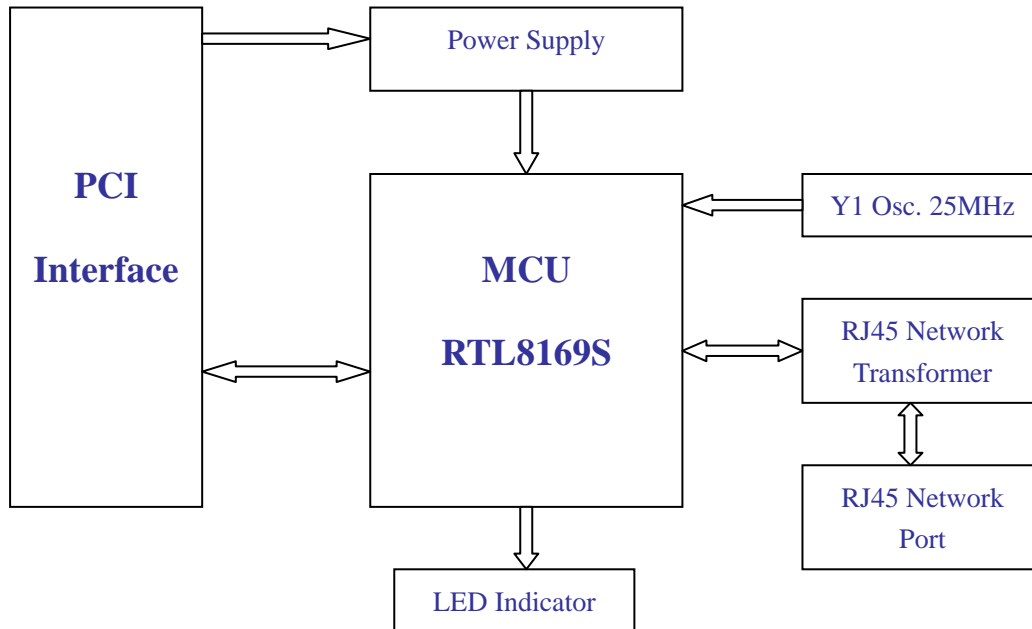 Power Supply
PCI
Interface
Y1 Osc. 25MHz
MCU
RTL8169S
RJ45 Network
Transformer
RJ45 Network
Port
LED Indicator